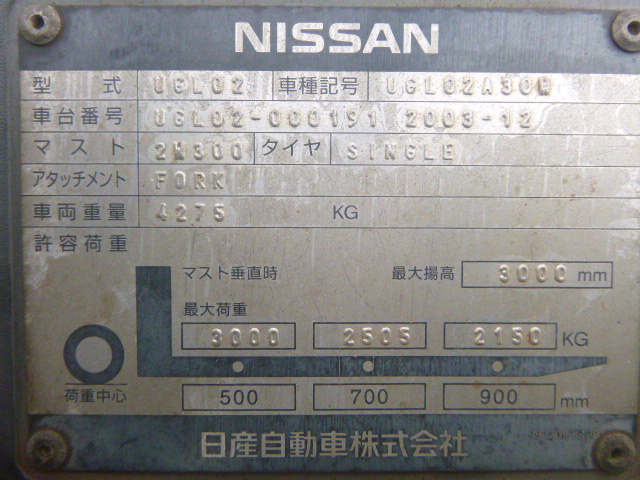 NISSAN
型 式 UGL02 車種記号 UGL02A30W
車台番号 UGL02-000191 2003-12
マスト 2M300 タイヤ SINGLE
アタッチメント FORK
車両重量 4275 KG
許容荷重
マスト垂直時 最大揚高 3000 mm
最大荷重
3000 2505 2150 KG
荷重中心 500 700 900 mm
日産自動車株式会社